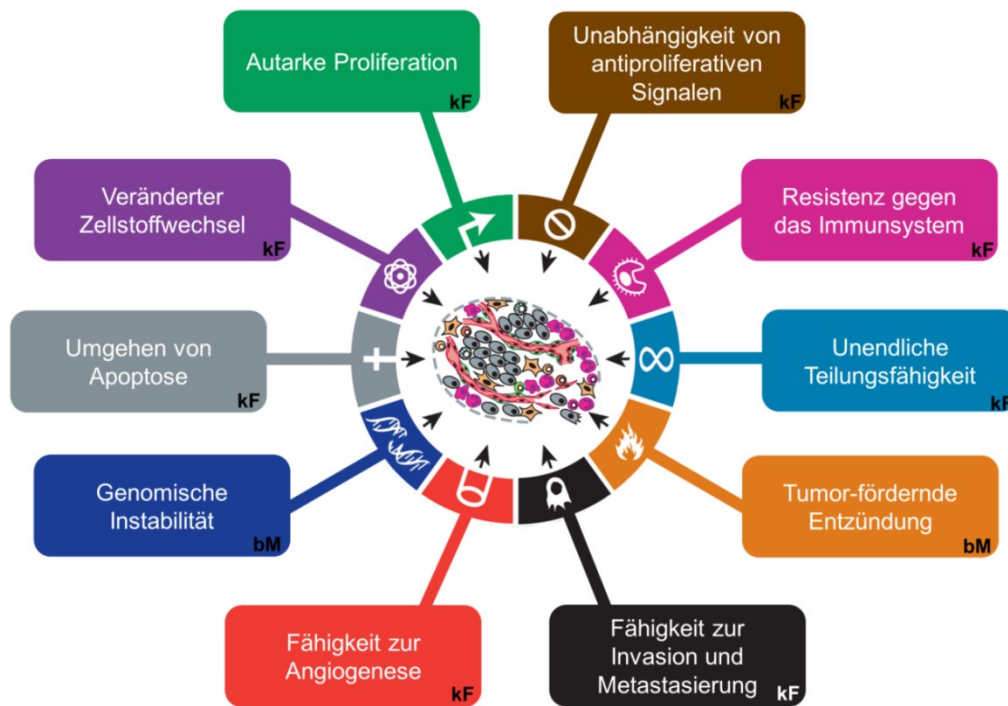 Autarke Proliferation
kF
Unabhängigkeit von
antiproliferativen
Signalen
kF
Veränderter
Zellstoffwechsel
kF
Resistenz gegen
das Immunsystem
kF
Umgehen von
Apoptose
kF
Unendliche
Teilungsfähigkeit
kF
Genomische
Instabilität
bM
Tumor-fördernde
Entzündung
bM
Fähigkeit zur
Angiogenese
kF
Fähigkeit zur
Invasion und
Metastasierung
kF